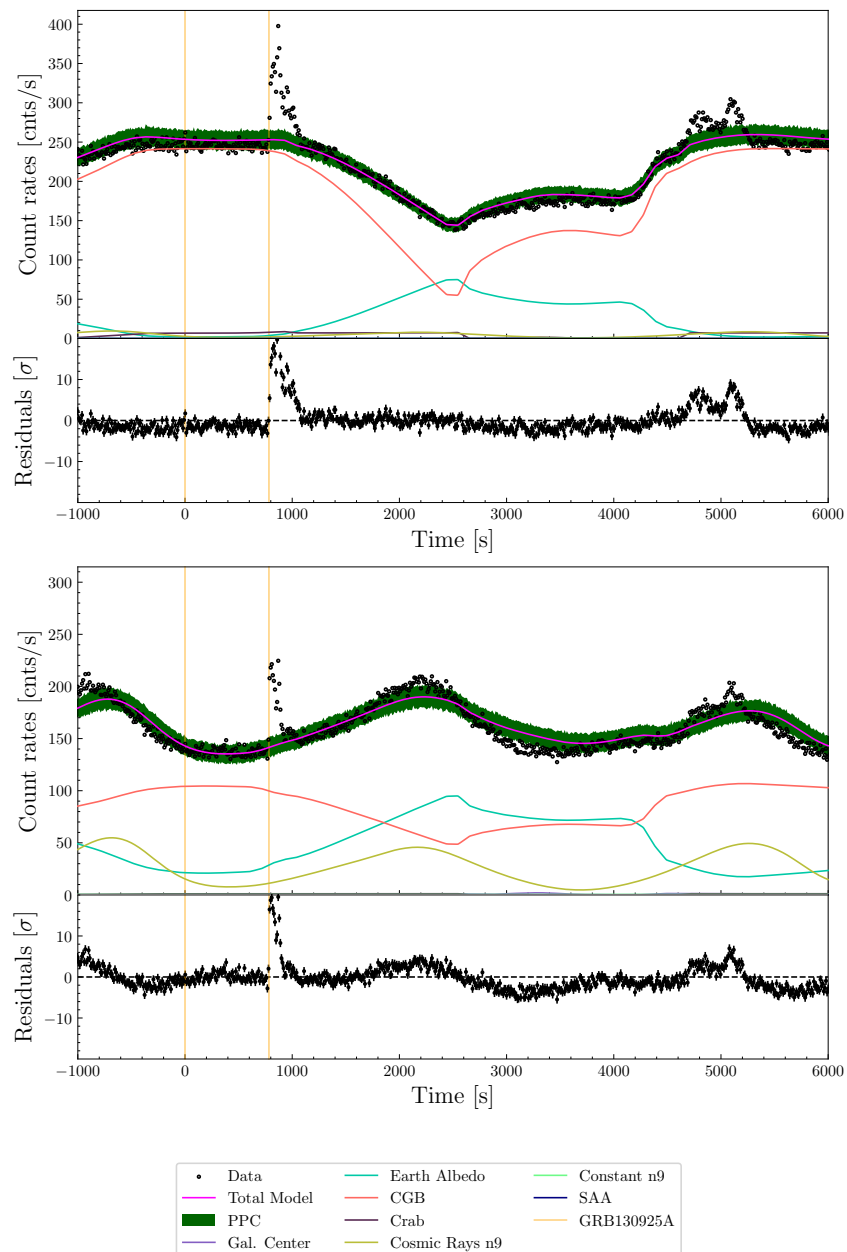 400
350
300
250
200
150
100
50
0
Count rates [cnts/s]
10
0
−10
Residuals [σ]
−1000 0 1000 2000 3000 4000 5000 6000
Time [s]
300
250
200
150
100
50
0
Count rates [cnts/s]
10
0
−10
Residuals [σ]
−1000 0 1000 2000 3000 4000 5000 6000
Time [s]
Data Earth Albedo Constant n9
Total Model CGB SAA
PPC Crab GRB130925A
Gal. Center Cosmic Rays n9